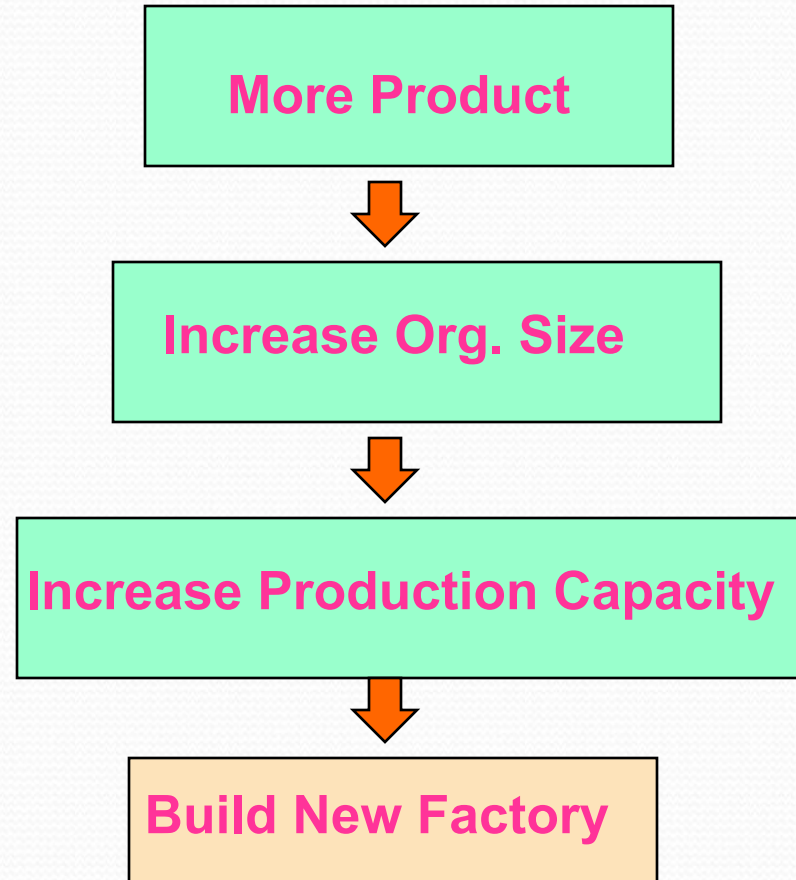 More Product
Increase Org. Size
Increase Production Capacity
Build New Factory